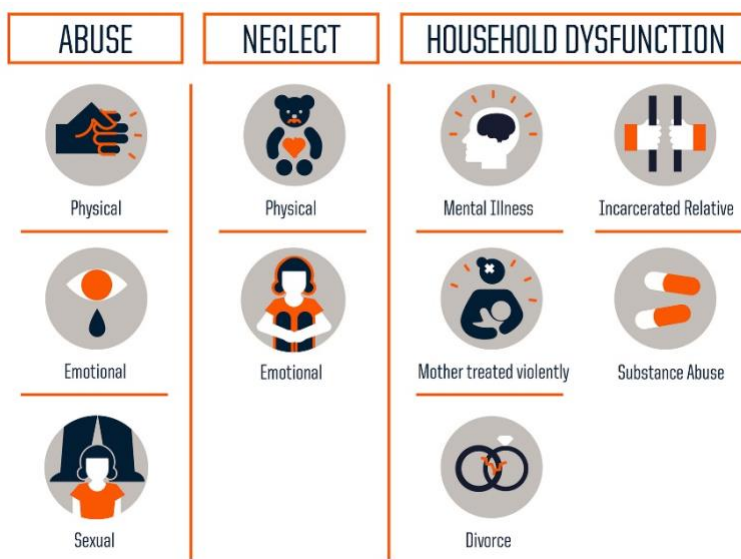 ABUSE
NEGLECT
HOUSEHOLD DYSFUNCTION
Physical
Emotional
Sexual
Physical
Emotional
Mental Illness
Incarcerated Relative
Mother treated violently
Substance Abuse
Divorce